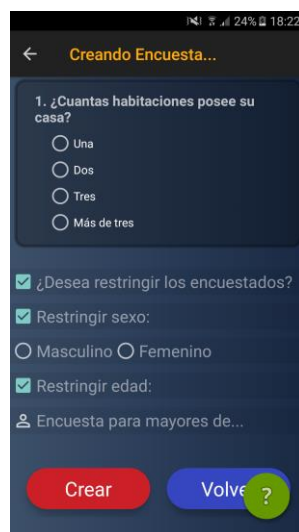 24% 18:22
Creando Encuesta...
1. ¿Cuantas habitaciones posee su
casa?
Una
Dos
Tres
Más de tres
¿Desea restringir los encuestados?
Restringir sexo:
Masculino Femenino
Restringir edad:
Encuesta para mayores de...
Crear Volve ?